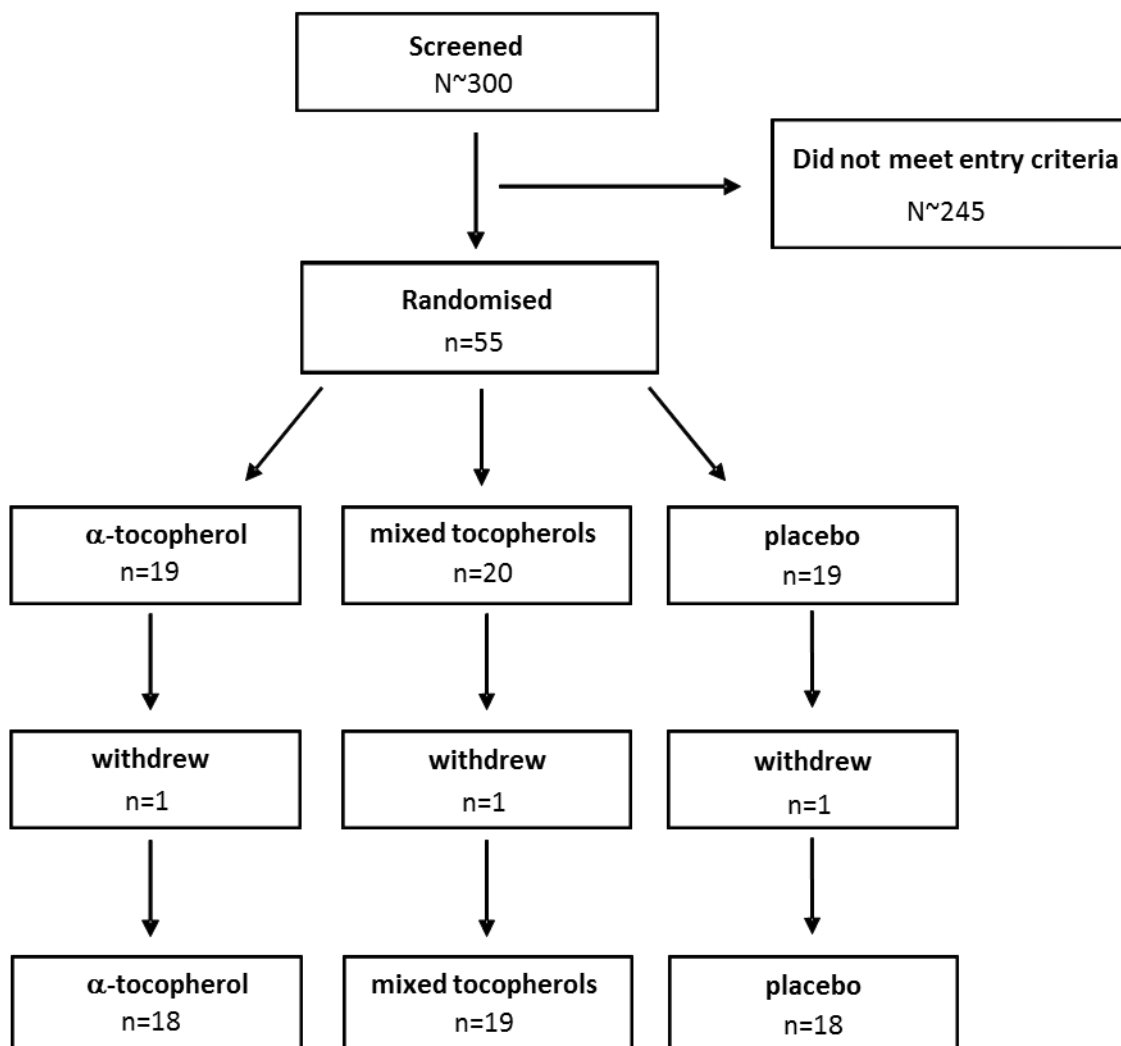 Screened
N~300
Did not meet entry criteria
N~245
Randomised
n=55
α-tocopherol
n=19
mixed tocopherols
n=20
placebo
n=19
withdrew
n=1
withdrew
n=1
withdrew
n=1
α-tocopherol
n=18
mixed tocopherols
n=19
placebo
n=18